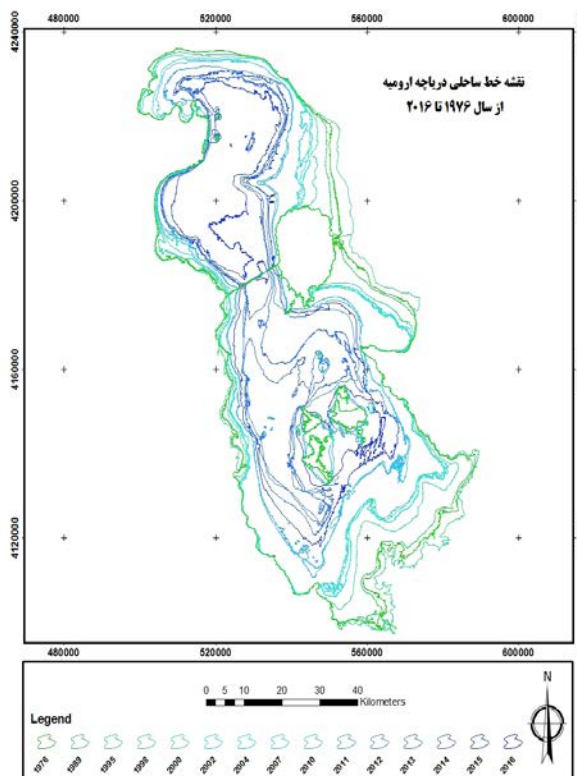 480000 520000 560000 600000
نقشه خط ساحلی دریاچه ارومیه
از سال ۱۹۷۶ تا ۲۰۱۶
4240000
4200000
4160000
4120000
480000 520000 560000 600000
0 5 10 20 30 40
Kilometers
N
Legend
1976 1989 1995 1998 2000 2002 2004 2007 2010 2011 2012 2013 2014 2015 2016